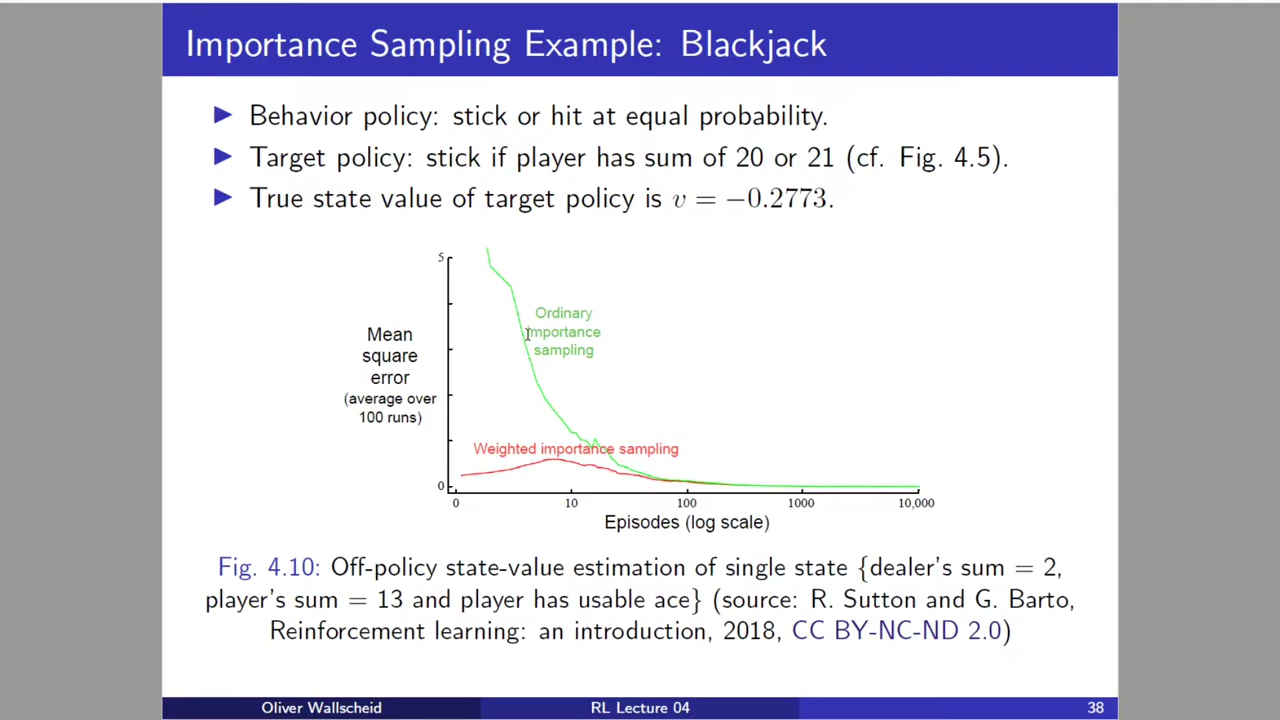 Importance Sampling Example: Blackjack
▶ Behavior policy: stick or hit at equal probability.
▶ Target policy: stick if player has sum of 20 or 21 (cf. Fig. 4.5).
▶ True state value of target policy is v = −0.2773.
5
Ordinary
importance
sampling
Mean
square
error
(average over
100 runs)
Weighted importance sampling
0
0 10 100 1000 10,000
Episodes (log scale)
Fig. 4.10: Off-policy state-value estimation of single state {dealer's sum = 2,
player's sum = 13 and player has usable ace} (source: R. Sutton and G. Barto,
Reinforcement learning: an introduction, 2018, CC BY-NC-ND 2.0)
Oliver Wallscheid RL Lecture 04 38